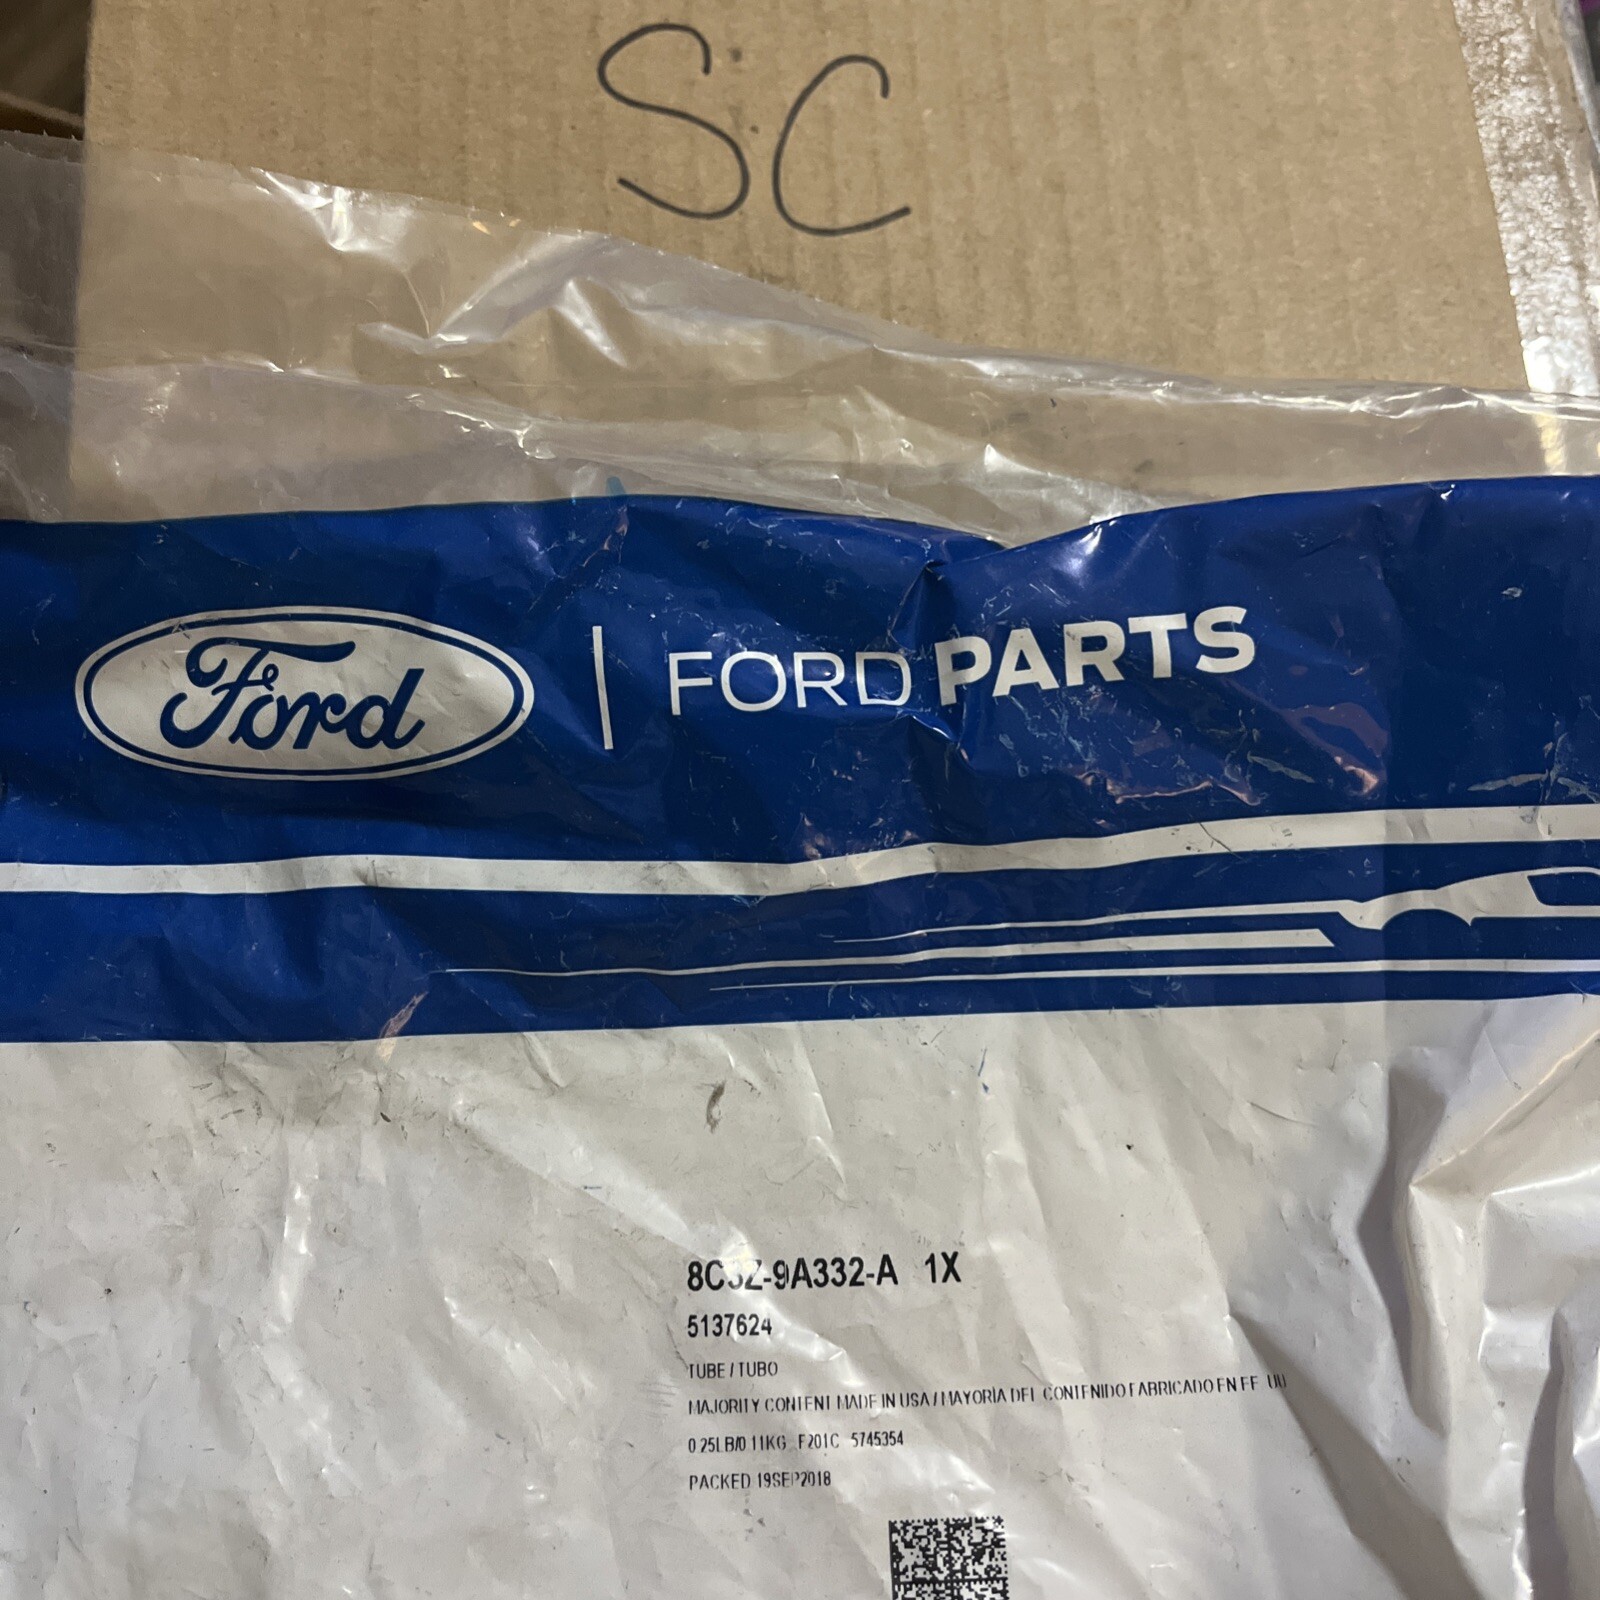 SC
Ford | FORD PARTS
8C3Z-9A332-A 1X
5137624
TUBE / TUBO
MAJORITY CONTENT MADE IN USA / MAYORÍA DEL CONTENIDO FABRICADO EN EE UU
0.25LB/0.11KG F201C 5745354
PACKED 19SEP2018